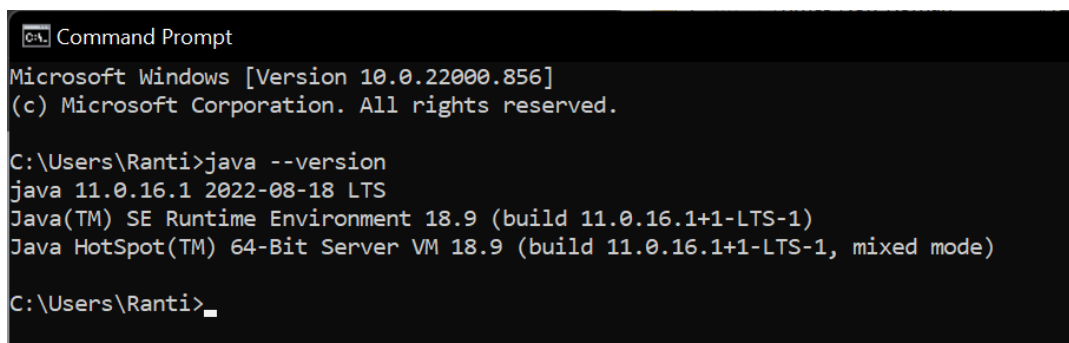 Command Prompt
Microsoft Windows [Version 10.0.22000.856]
(c) Microsoft Corporation. All rights reserved.
C:\Users\Ranti>java --version
java 11.0.16.1 2022-08-18 LTS
Java(TM) SE Runtime Environment 18.9 (build 11.0.16.1+1-LTS-1)
Java HotSpot(TM) 64-Bit Server VM 18.9 (build 11.0.16.1+1-LTS-1, mixed mode)
C:\Users\Ranti>